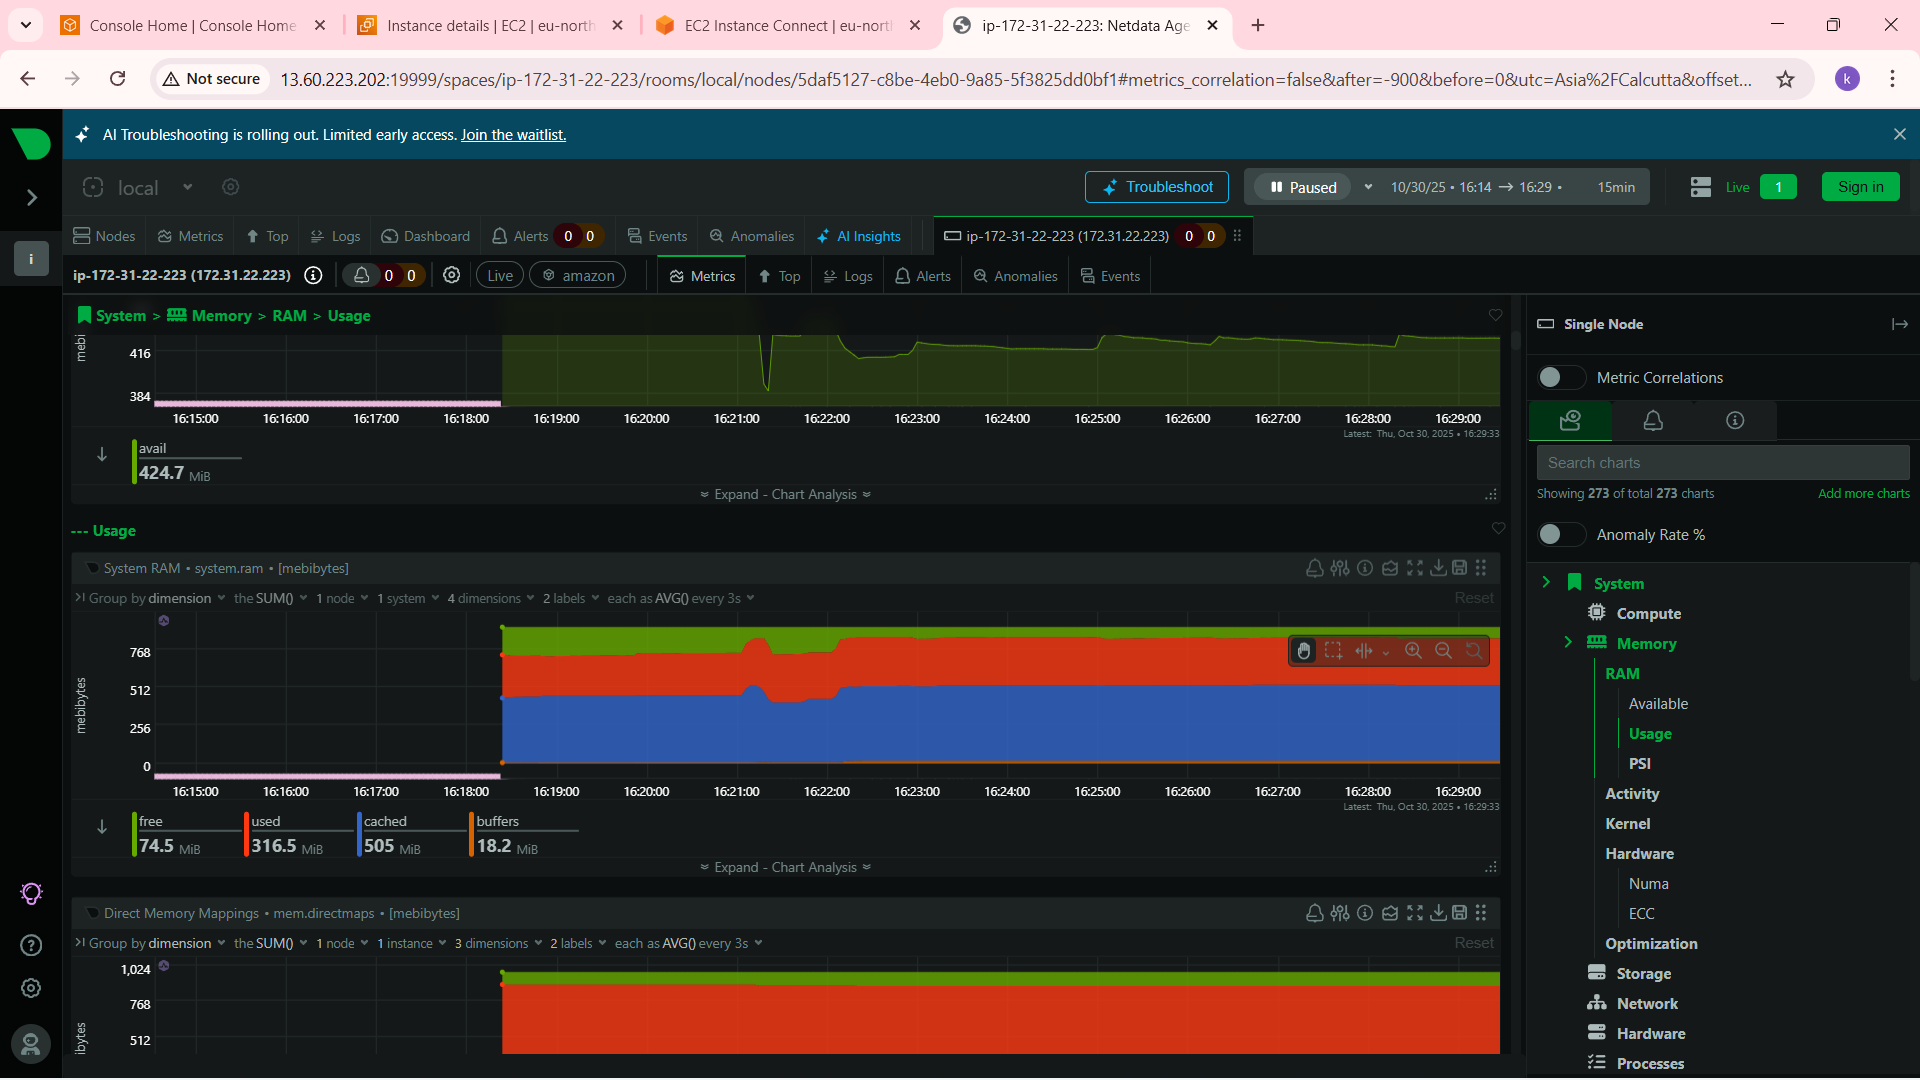 Console Home | Console Home
Instance details | EC2 | eu-north
EC2 Instance Connect | eu-nort
ip-172-31-22-223: Netdata Age
Not secure
13.60.223.202:19999/spaces/ip-172-31-22-223/rooms/local/nodes/5daf5127-c8be-4eb0-9a85-5f3825dd0bf1#metrics_correlation=false&after=-900&before=0&utc=Asia%2FCalcutta&offset...
k
AI Troubleshooting is rolling out. Limited early access. Join the waitlist.
local
Troubleshoot
Paused
10/30/25 • 16:14 → 16:29 •
15min
Live
1
Sign in
Nodes
Metrics
Top
Logs
Dashboard
Alerts 0 0
Events
Anomalies
AI Insights
ip-172-31-22-223 (172.31.22.223) 0 0
i
ip-172-31-22-223 (172.31.22.223)
0 0
Live
amazon
Metrics
Top
Logs
Alerts
Anomalies
Events
System > Memory > RAM > Usage
mebi
416
384
16:15:00 16:16:00 16:17:00 16:18:00 16:19:00 16:20:00 16:21:00 16:22:00 16:23:00 16:24:00 16:25:00 16:26:00 16:27:00 16:28:00 16:29:00
Latest: Thu, Oct 30, 2025 • 16:29:33
avail
424.7 MiB
Expand - Chart Analysis
--- Usage
System RAM • system.ram • [mebibytes]
Group by dimension the SUM() 1 node 1 system 4 dimensions 2 labels each as AVG() every 3s
Reset
mebibytes
768
512
256
0
16:15:00 16:16:00 16:17:00 16:18:00 16:19:00 16:20:00 16:21:00 16:22:00 16:23:00 16:24:00 16:25:00 16:26:00 16:27:00 16:28:00 16:29:00
Latest: Thu, Oct 30, 2025 • 16:29:33
free used cached buffers
74.5 MiB 316.5 MiB 505 MiB 18.2 MiB
Expand - Chart Analysis
Direct Memory Mappings • mem.directmaps • [mebibytes]
Group by dimension the SUM() 1 node 1 instance 3 dimensions 2 labels each as AVG() every 3s
Reset
ibytes
1,024
768
512
Single Node
Metric Correlations
Search charts
Showing 273 of total 273 charts
Add more charts
Anomaly Rate %
System
Compute
Memory
RAM
Available
Usage
PSI
Activity
Kernel
Hardware
Numa
ECC
Optimization
Storage
Network
Hardware
Processes